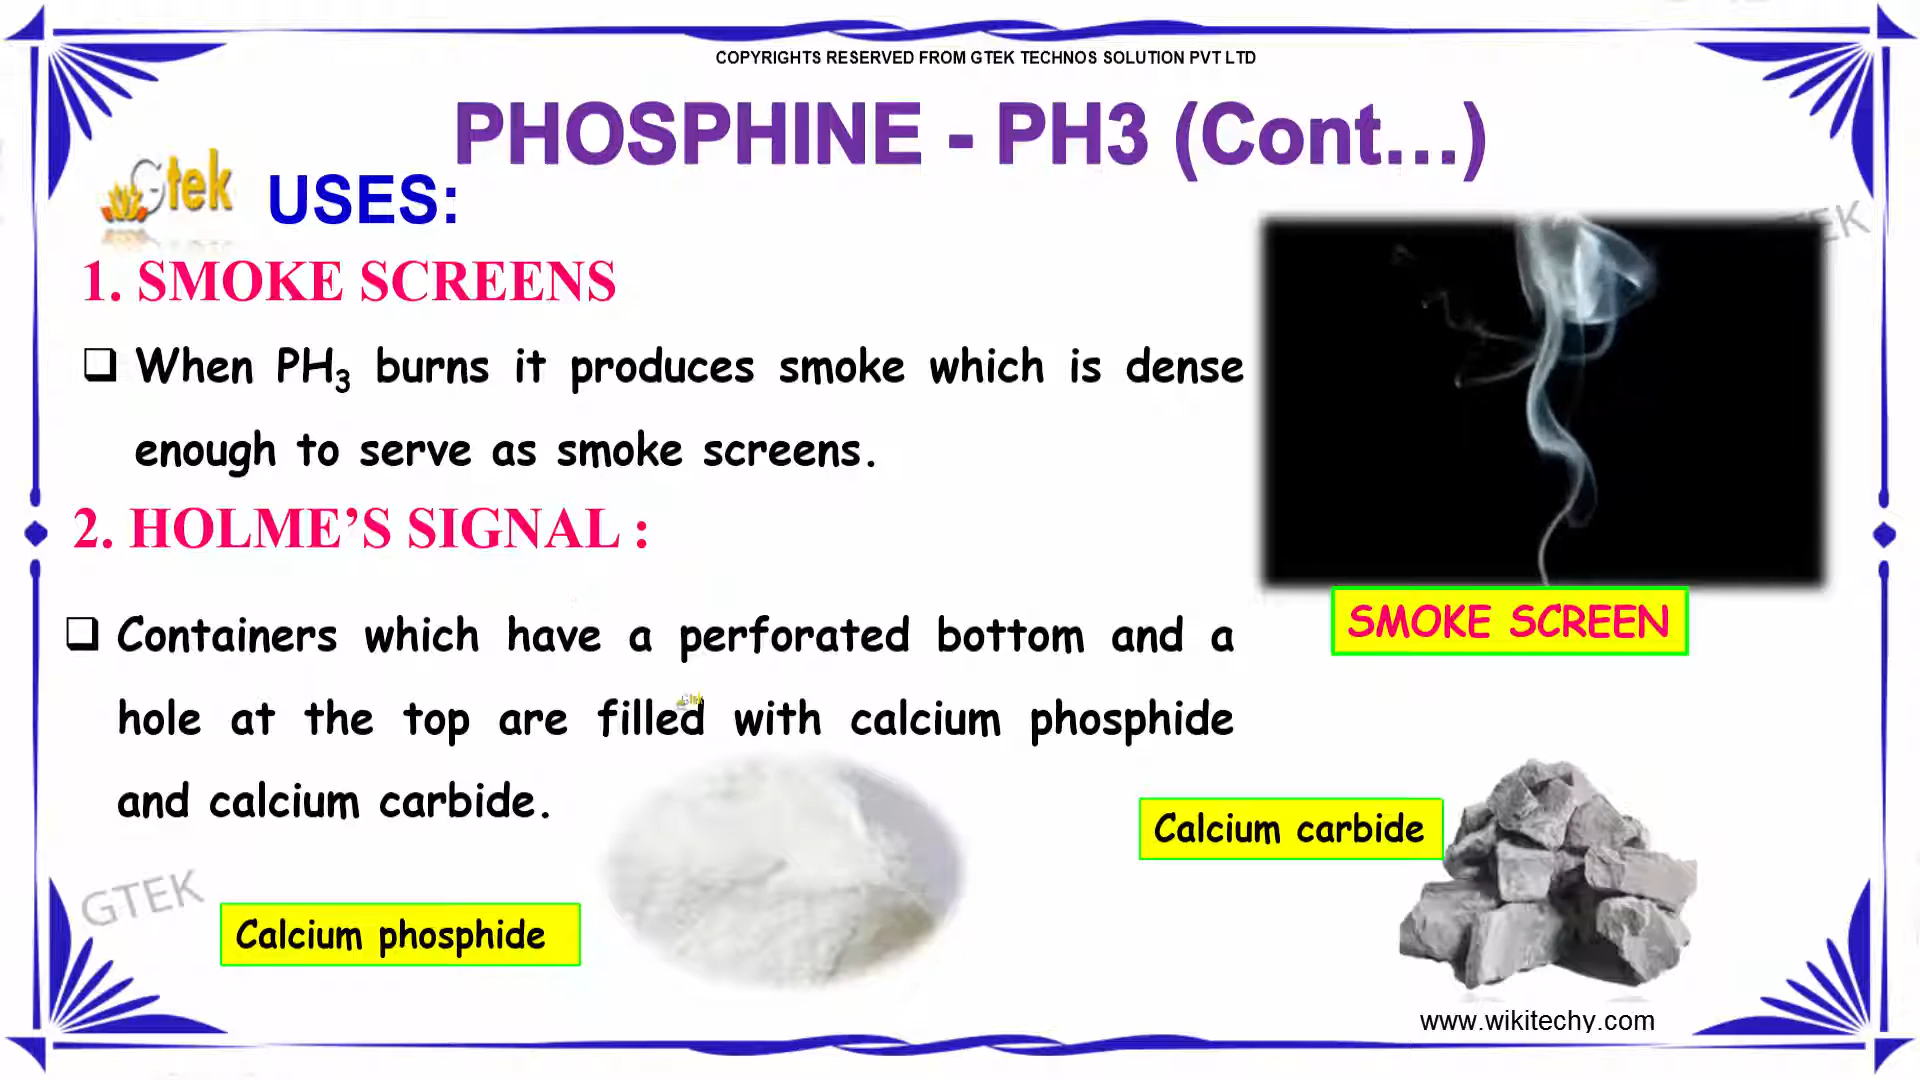 COPYRIGHTS RESERVED FROM GTEK TECHNOS SOLUTION PVT LTD
PHOSPHINE - PH3 (Cont...)
Gtek
USES:
TEK
1. SMOKE SCREENS
❑ When PH₃ burns it produces smoke which is dense
enough to serve as smoke screens.
2. HOLME’S SIGNAL :
SMOKE SCREEN
❑ Containers which have a perforated bottom and a
Gtek
hole at the top are filled with calcium phosphide
and calcium carbide.
Calcium carbide
GTEK
Calcium phosphide
www.wikitechy.com